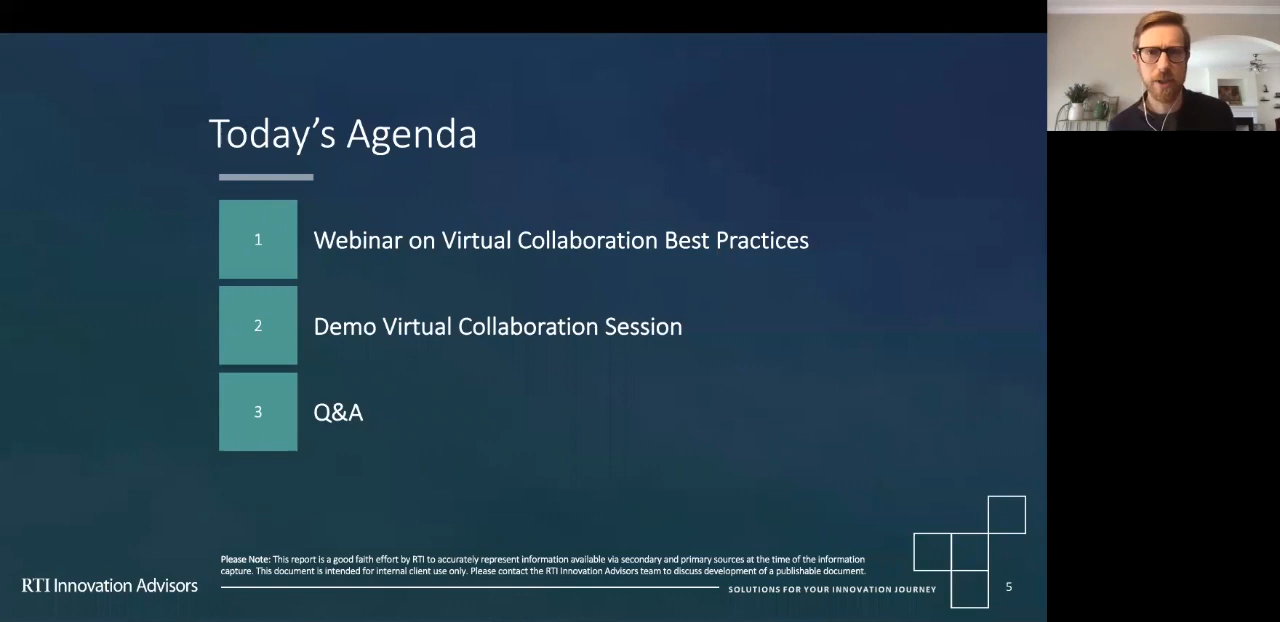 Today’s Agenda
1
Webinar on Virtual Collaboration Best Practices
2
Demo Virtual Collaboration Session
3
Q&A
Please Note: This report is a good faith effort by RTI to accurately represent information available via secondary and primary sources at the time of the information
capture. This document is intended for internal client use only. Please contact the RTI Innovation Advisors team to discuss development of a publishable document.
RTI Innovation Advisors
SOLUTIONS FOR YOUR INNOVATION JOURNEY
5